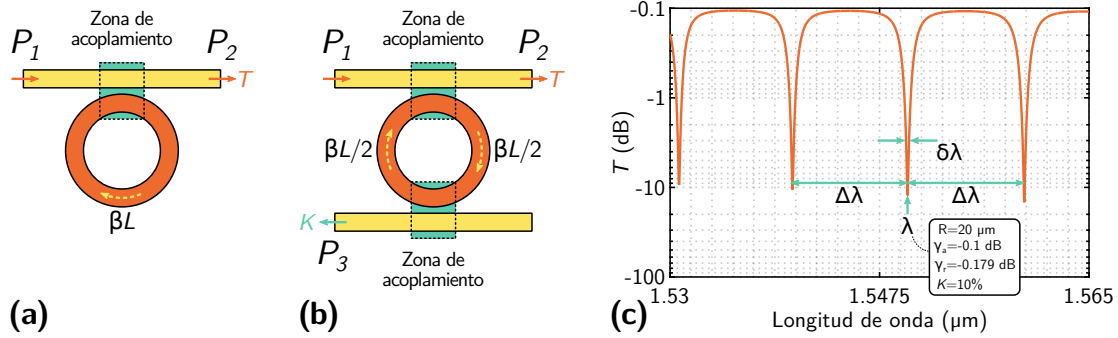 Zona de
acoplamiento
P1
P2
T
βL
(a)
Zona de
acoplamiento
P1
P2
T
βL/2
βL/2
K
P3
Zona de
acoplamiento
(b)
-0.1
-1
-10
-100
T (dB)
δλ
Δλ
Δλ
λ
R=20 μm
γa=-0.1 dB
γr=-0.179 dB
K=10%
1.53
1.5475
1.565
Longitud de onda (μm)
(c)